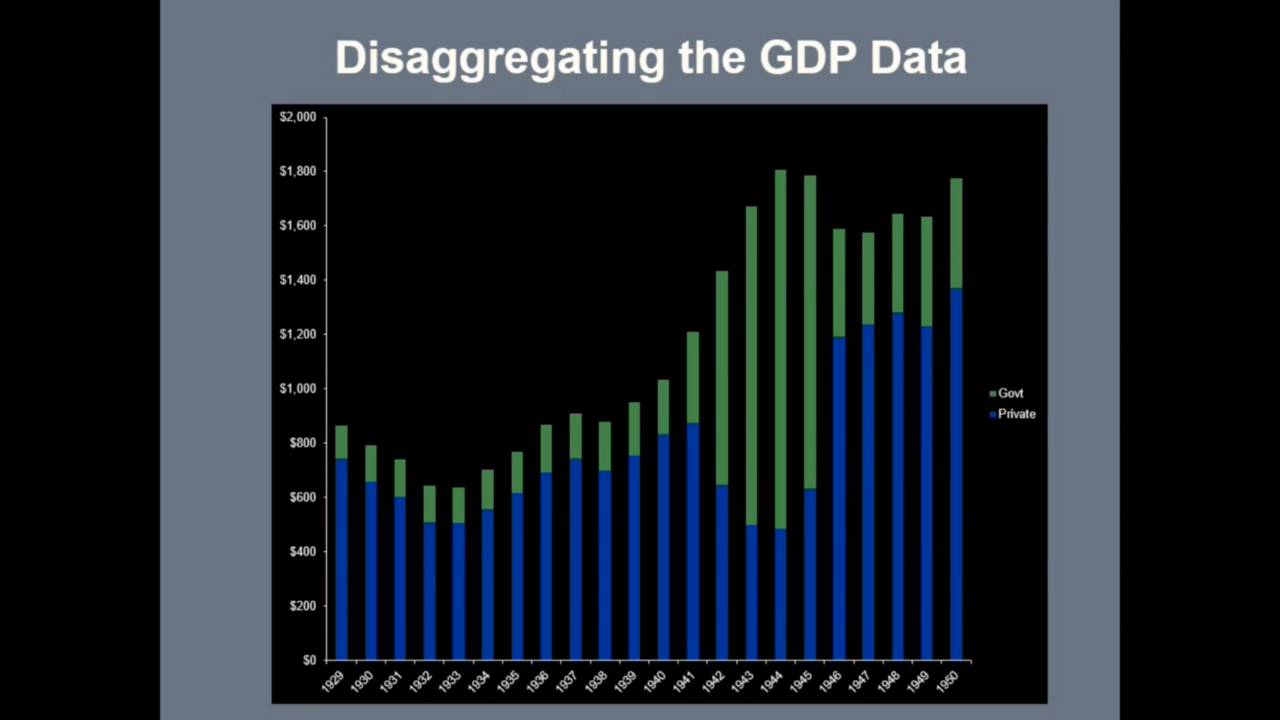 Disaggregating the GDP Data
$2,000
$1,800
$1,600
$1,400
$1,200
$1,000
$800
$600
$400
$200
$0
Govt
Private
1929 1930 1931 1932 1933 1934 1935 1936 1937 1938 1939 1940 1941 1942 1943 1944 1945 1946 1947 1948 1949 1950